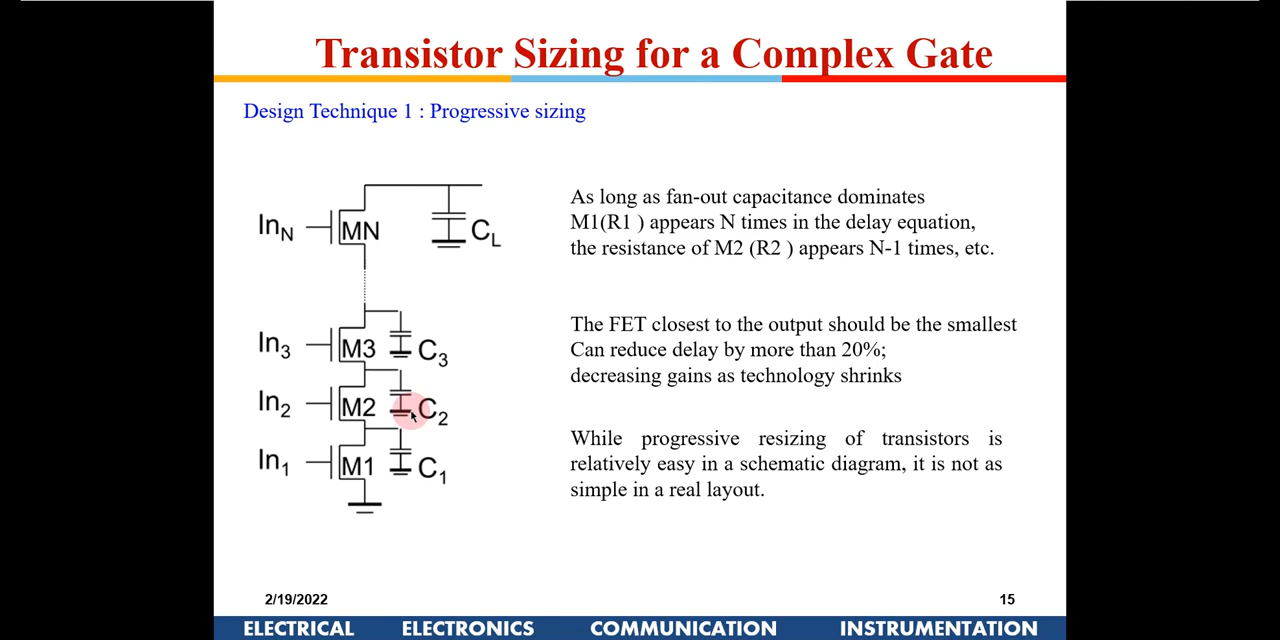 Transistor Sizing for a Complex Gate
Design Technique 1 : Progressive sizing
In_N
MN
C_L
In_3
M3
C_3
In_2
M2
C_2
In_1
M1
C_1
As long as fan-out capacitance dominates
M1(R1 ) appears N times in the delay equation,
the resistance of M2 (R2 ) appears N-1 times, etc.
The FET closest to the output should be the smallest
Can reduce delay by more than 20%;
decreasing gains as technology shrinks
While progressive resizing of transistors is
relatively easy in a schematic diagram, it is not as
simple in a real layout.
2/19/2022
15
ELECTRICAL ELECTRONICS COMMUNICATION INSTRUMENTATION